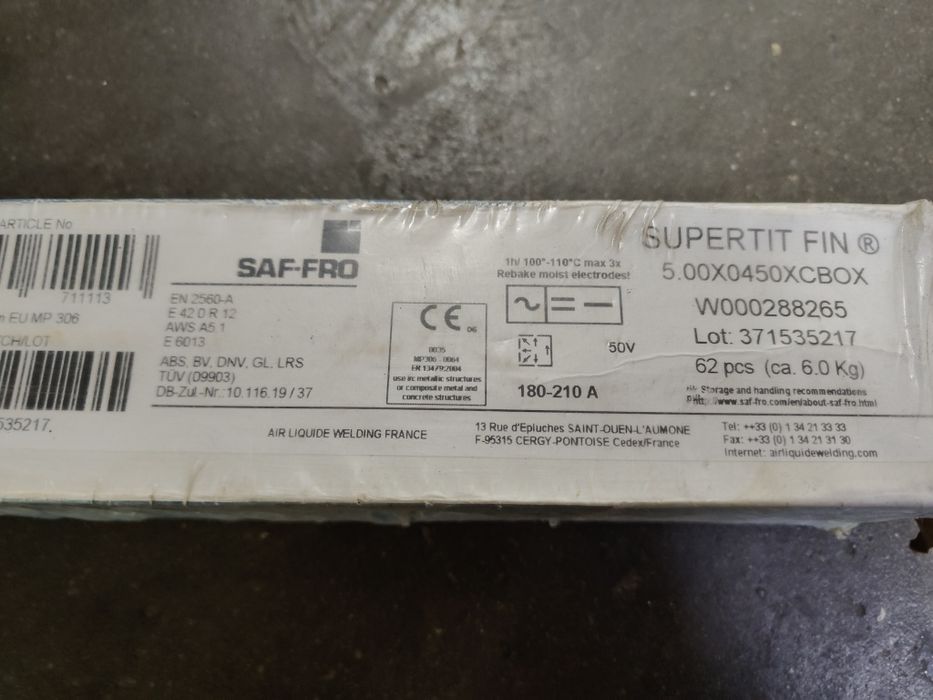 ARTICLE No
711113
EU MP 306
CH/LOT
535217.
SAF-FRO
EN 2560-A
E 42 0 R 12
AWS A5.1
E 6013
ABS, BV, DNV, GL, LRS
TÜV (09903)
DB-Zul.-Nr.: 10.116.19 / 37
CE 06
0035
MP306 - 0064
EN 13479:2004
use in: metallic structures
or composite metal and
concrete structures
1h/ 100°-110°C max 3x
Rebake moist electrodes!
50V
180-210 A
SUPERTIT FIN ®
5.00X0450XCBOX
W000288265
Lot: 371535217
62 pcs (ca. 6.0 Kg)
Storage and handling recommendations
http://www.saf-fro.com/en/about-saf-fro.html
AIR LIQUIDE WELDING FRANCE
13 Rue d'Epluches SAINT-OUEN-L'AUMONE
F-95315 CERGY-PONTOISE Cedex/France
Tel: ++33 (0) 1 34 21 33 33
Fax: ++33 (0) 1 34 21 31 30
Internet: airliquidewelding.com